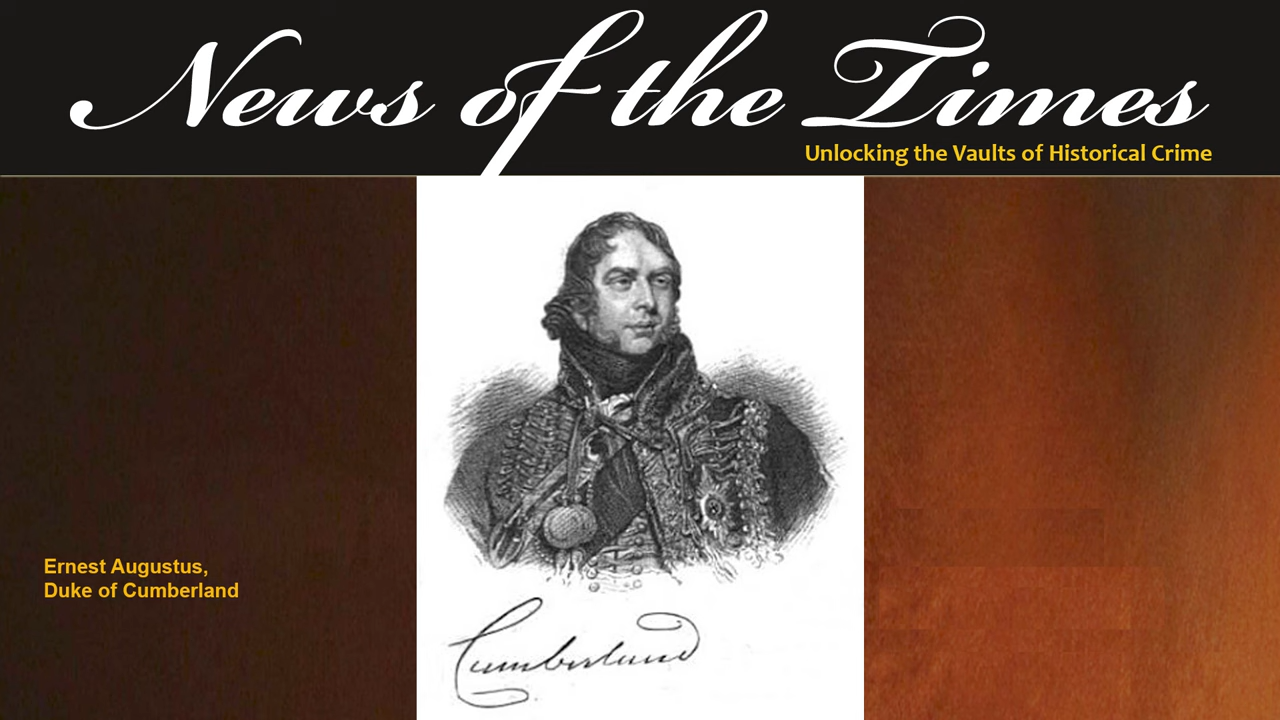 News of the Times
Unlocking the Vaults of Historical Crime
Ernest Augustus,
Duke of Cumberland
Cumberland